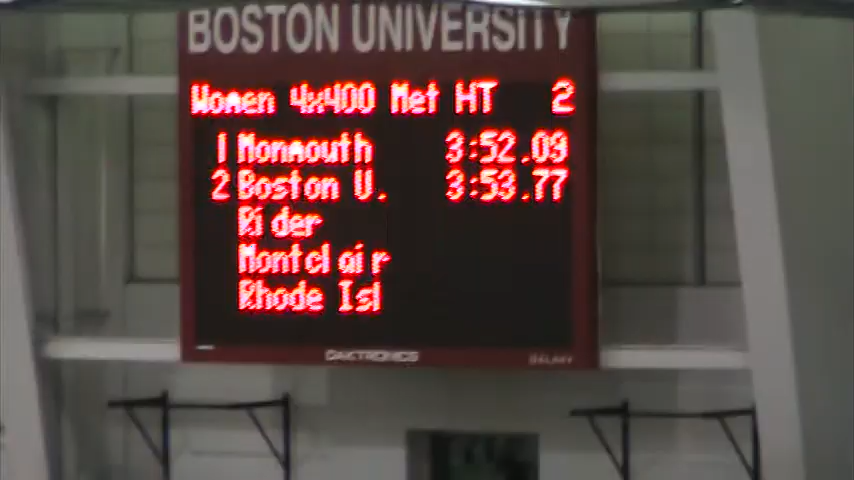 BOSTON UNIVERSITY
Women 4x400 Met HT 2
1 Monmouth 3:52.09
2 Boston U. 3:53.77
Rider
Montclair
Rhode Isl
DAKTRONICS